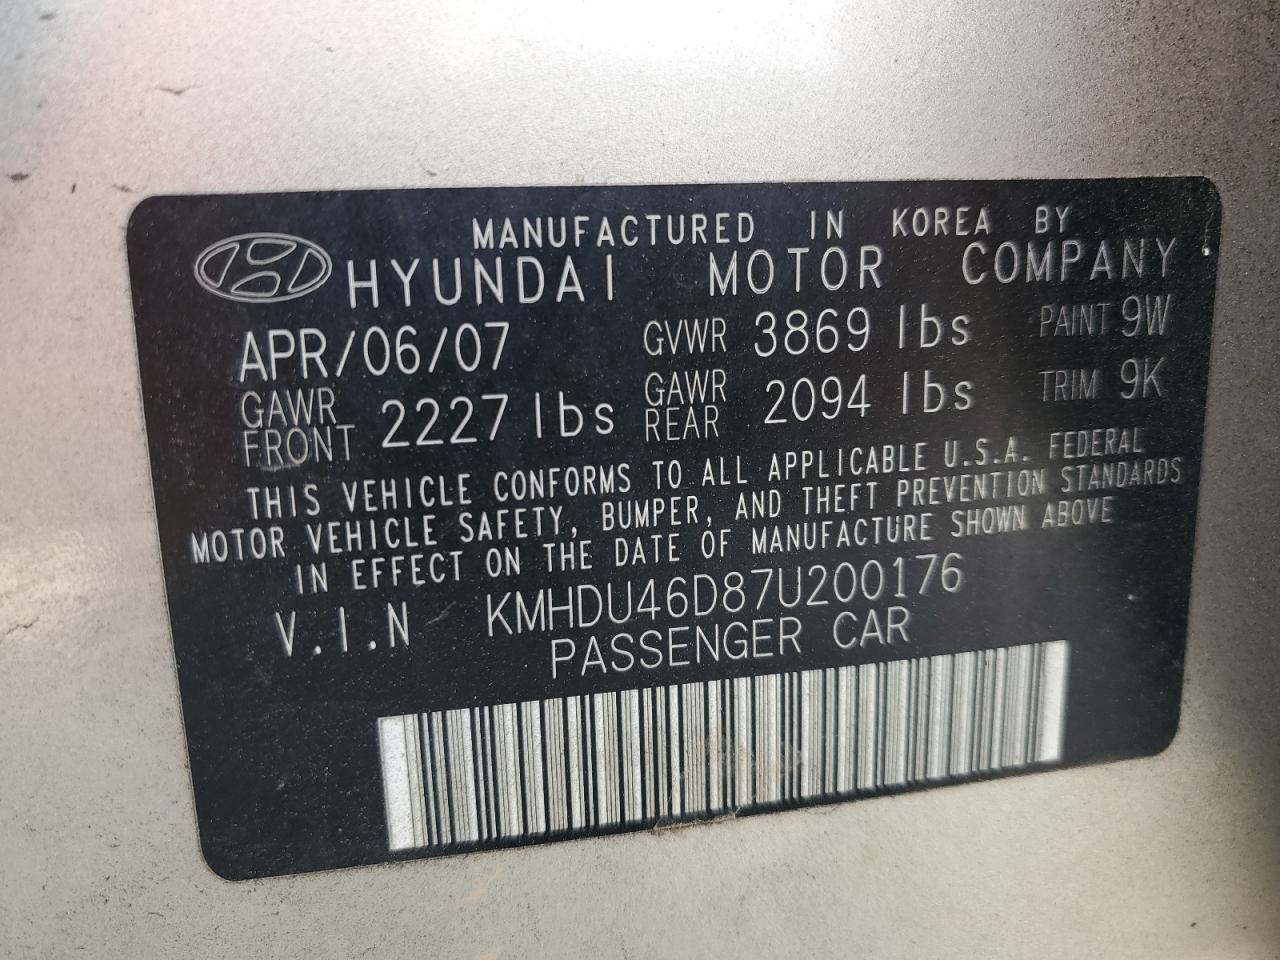 MANUFACTURED IN KOREA BY
HYUNDAI MOTOR COMPANY
APR/06/07 GVWR 3869 lbs PAINT 9W
GAWR FRONT 2227 lbs GAWR REAR 2094 lbs TRIM 9K
THIS VEHICLE CONFORMS TO ALL APPLICABLE U.S.A. FEDERAL
MOTOR VEHICLE SAFETY, BUMPER, AND THEFT PREVENTION STANDARDS
IN EFFECT ON THE DATE OF MANUFACTURE SHOWN ABOVE
V.I.N KMHDU46D87U200176
PASSENGER CAR